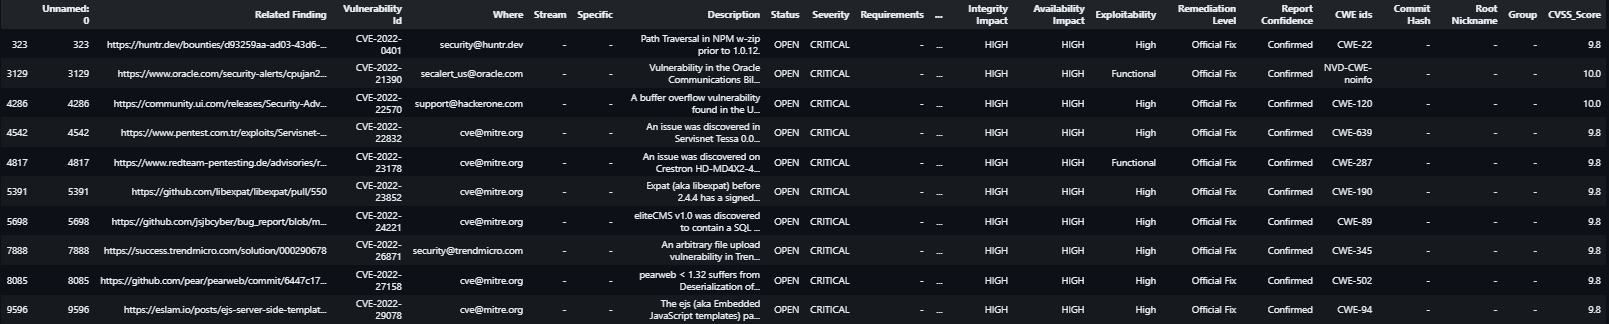 Unnamed: 0 Related Finding Vulnerability Id Where Stream Specific Description Status Severity Requirements ... Integrity Impact Availability Impact Exploitability Remediation Level Report Confidence CWE ids Commit Hash Root Nickname Group CVSS_Score
323 323 https://huntr.dev/bounties/d93259aa-ad03-43d6-... CVE-2022-0401 security@huntr.dev - - Path Traversal in NPM w-zip prior to 1.0.12. OPEN CRITICAL - ... HIGH HIGH High Official Fix Confirmed CWE-22 - - - 9.8
3129 3129 https://www.oracle.com/security-alerts/cpujan2... CVE-2022-21390 secalert_us@oracle.com - - Vulnerability in the Oracle Communications Bil... OPEN CRITICAL - ... HIGH HIGH Functional Official Fix Confirmed NVD-CWE-noinfo - - - 10.0
4286 4286 https://community.ui.com/releases/Security-Adv... CVE-2022-22570 support@hackerone.com - - A buffer overflow vulnerability found in the U... OPEN CRITICAL - ... HIGH HIGH High Official Fix Confirmed CWE-120 - - - 10.0
4542 4542 https://www.pentest.com.tr/exploits/Servisnet-... CVE-2022-22832 cve@mitre.org - - An issue was discovered in Servisnet Tessa 0.0... OPEN CRITICAL - ... HIGH HIGH High Official Fix Confirmed CWE-639 - - - 9.8
4817 4817 https://www.redteam-pentesting.de/advisories/r... CVE-2022-23178 cve@mitre.org - - An issue was discovered on Crestron HD-MD4X2-4... OPEN CRITICAL - ... HIGH HIGH Functional Official Fix Confirmed CWE-287 - - - 9.8
5391 5391 https://github.com/libexpat/libexpat/pull/550 CVE-2022-23852 cve@mitre.org - - Expat (aka libexpat) before 2.4.4 has a signed... OPEN CRITICAL - ... HIGH HIGH High Official Fix Confirmed CWE-190 - - - 9.8
5698 5698 https://github.com/jsjbcyber/bug_report/blob/m... CVE-2022-24221 cve@mitre.org - - eliteCMS v1.0 was discovered to contain a SQL ... OPEN CRITICAL - ... HIGH HIGH High Official Fix Confirmed CWE-89 - - - 9.8
7888 7888 https://success.trendmicro.com/solution/000290678 CVE-2022-26871 security@trendmicro.com - - An arbitrary file upload vulnerability in Tren... OPEN CRITICAL - ... HIGH HIGH High Official Fix Confirmed CWE-345 - - - 9.8
8085 8085 https://github.com/pear/pearweb/commit/6447c17... CVE-2022-27158 cve@mitre.org - - pearweb < 1.32 suffers from Deserialization of... OPEN CRITICAL - ... HIGH HIGH High Official Fix Confirmed CWE-502 - - - 9.8
9596 9596 https://eslam.io/posts/ejs-server-side-templat... CVE-2022-29078 cve@mitre.org - - The ejs (aka Embedded JavaScript templates) pa... OPEN CRITICAL - ... HIGH HIGH High Official Fix Confirmed CWE-94 - - - 9.8